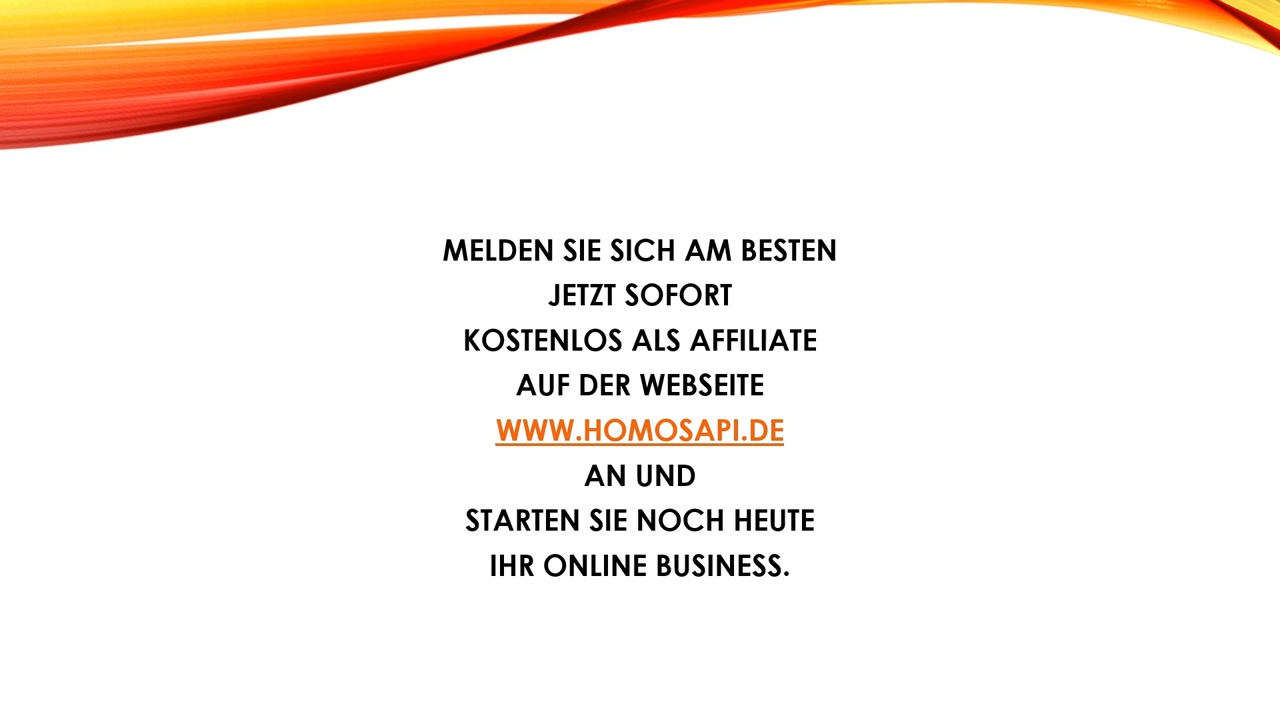 MELDEN SIE SICH AM BESTEN
JETZT SOFORT
KOSTENLOS ALS AFFILIATE
AUF DER WEBSEITE
WWW.HOMOSAPI.DE
AN UND
STARTEN SIE NOCH HEUTE
IHR ONLINE BUSINESS.